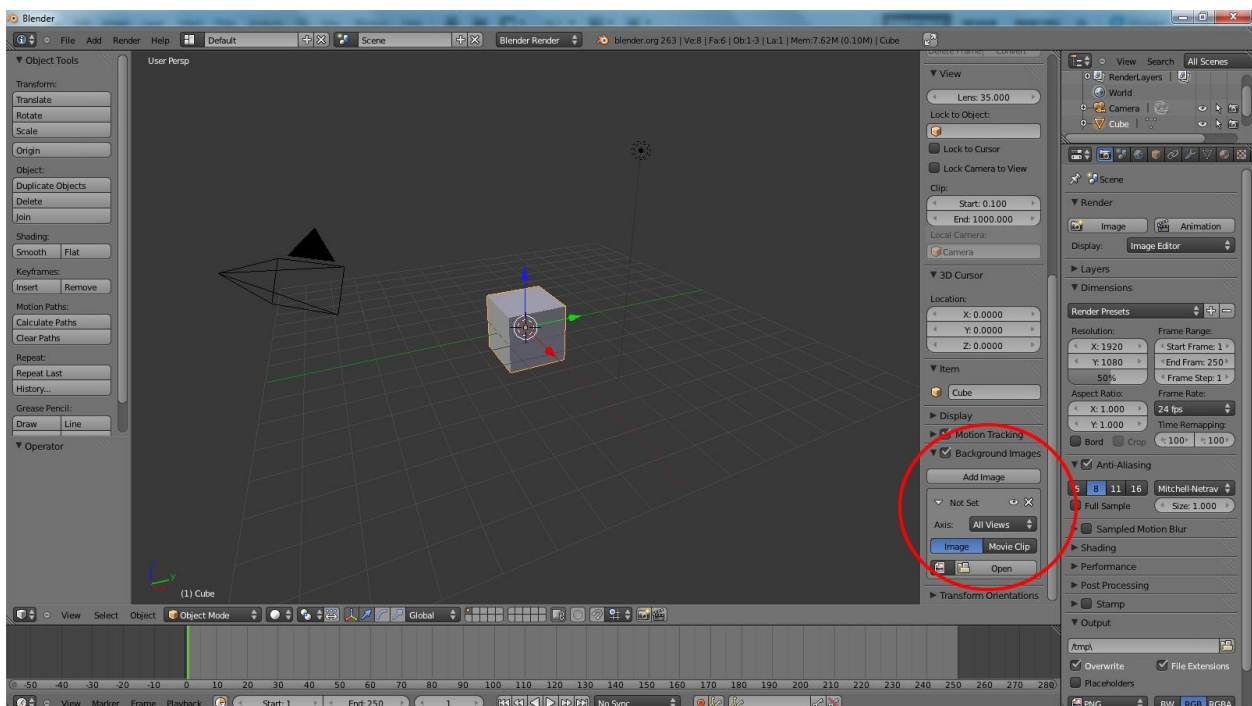 Blender
File Add Render Help Default Scene Blender Render blender.org 263 | Ve:8 | Fa:6 | Ob:1-3 | La:1 | Mem:7.62M (0.10M) | Cube
Object Tools
Transform:
Translate
Rotate
Scale
Origin
Object:
Duplicate Objects
Delete
Join
Shading:
Smooth Flat
Keyframes:
Insert Remove
Motion Paths:
Calculate Paths
Clear Paths
Repeat:
Repeat Last
History...
Grease Pencil:
Draw Line
Operator
User Persp
y
(1) Cube
Delete Frame Convert
View
Lens: 35.000
Lock to Object:
Lock to Cursor
Lock Camera to View
Clip:
Start: 0.100
End: 1000.000
Local Camera:
Camera
3D Cursor
Location:
X: 0.0000
Y: 0.0000
Z: 0.0000
Item
Cube
Display
Motion Tracking
Background Images
Add Image
Not Set
Axis: All Views
Image Movie Clip
Open
Transform Orientations
View Search All Scenes
RenderLayers |
World
Camera |
Cube |
Scene
Render
Image Animation
Display: Image Editor
Layers
Dimensions
Render Presets
Resolution: Frame Range:
X: 1920 Start Frame: 1
Y: 1080 End Fram: 250
50% Frame Step: 1
Aspect Ratio: Frame Rate:
X: 1.000 24 fps
Y: 1.000 Time Remapping:
Bord Crop : 100 : 100
Anti-Aliasing
5 8 11 16 Mitchell-Netrav
Full Sample Size: 1.000
Sampled Motion Blur
Shading
Performance
Post Processing
Stamp
Output
/tmp\
Overwrite File Extensions
Placeholders
PNG BW RGB RGBA
View Select Object Object Mode Global
-50 -40 -30 -20 -10 0 10 20 30 40 50 60 70 80 90 100 110 120 130 140 150 160 170 180 190 200 210 220 230 240 250 260 270 280
View Marker Frame Playback Start: 1 End: 250 1 No Sync